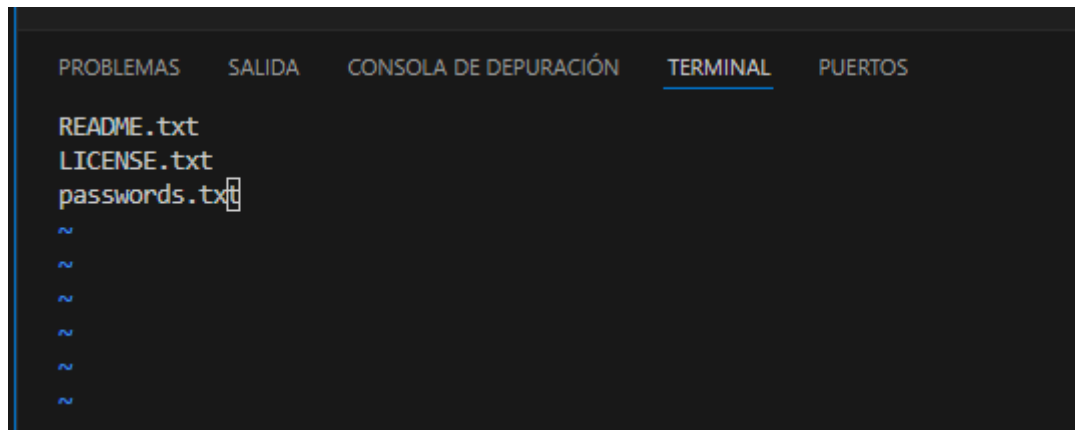 PROBLEMAS SALIDA CONSOLA DE DEPURACIÓN TERMINAL PUERTOS
README.txt
LICENSE.txt
passwords.txt
~
~
~
~
~
~